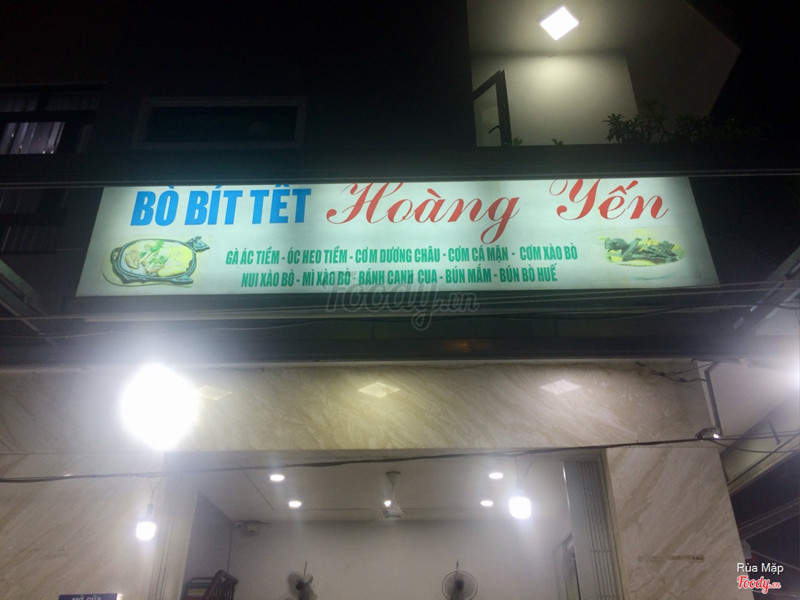 BÒ BÍT TẾT Hoàng Yến
GÀ ÁC TIỀM - ÓC HEO TIỀM - CƠM DƯƠNG CHÂU - CƠM CÁ MẶN - CƠM XÀO BÒ
NUI XÀO BÒ - MÌ XÀO BÒ - BÁNH CANH CUA - BÚN MẮM - BÚN BÒ HUẾ
foody.vn
Rùa Mập
Foody.vn